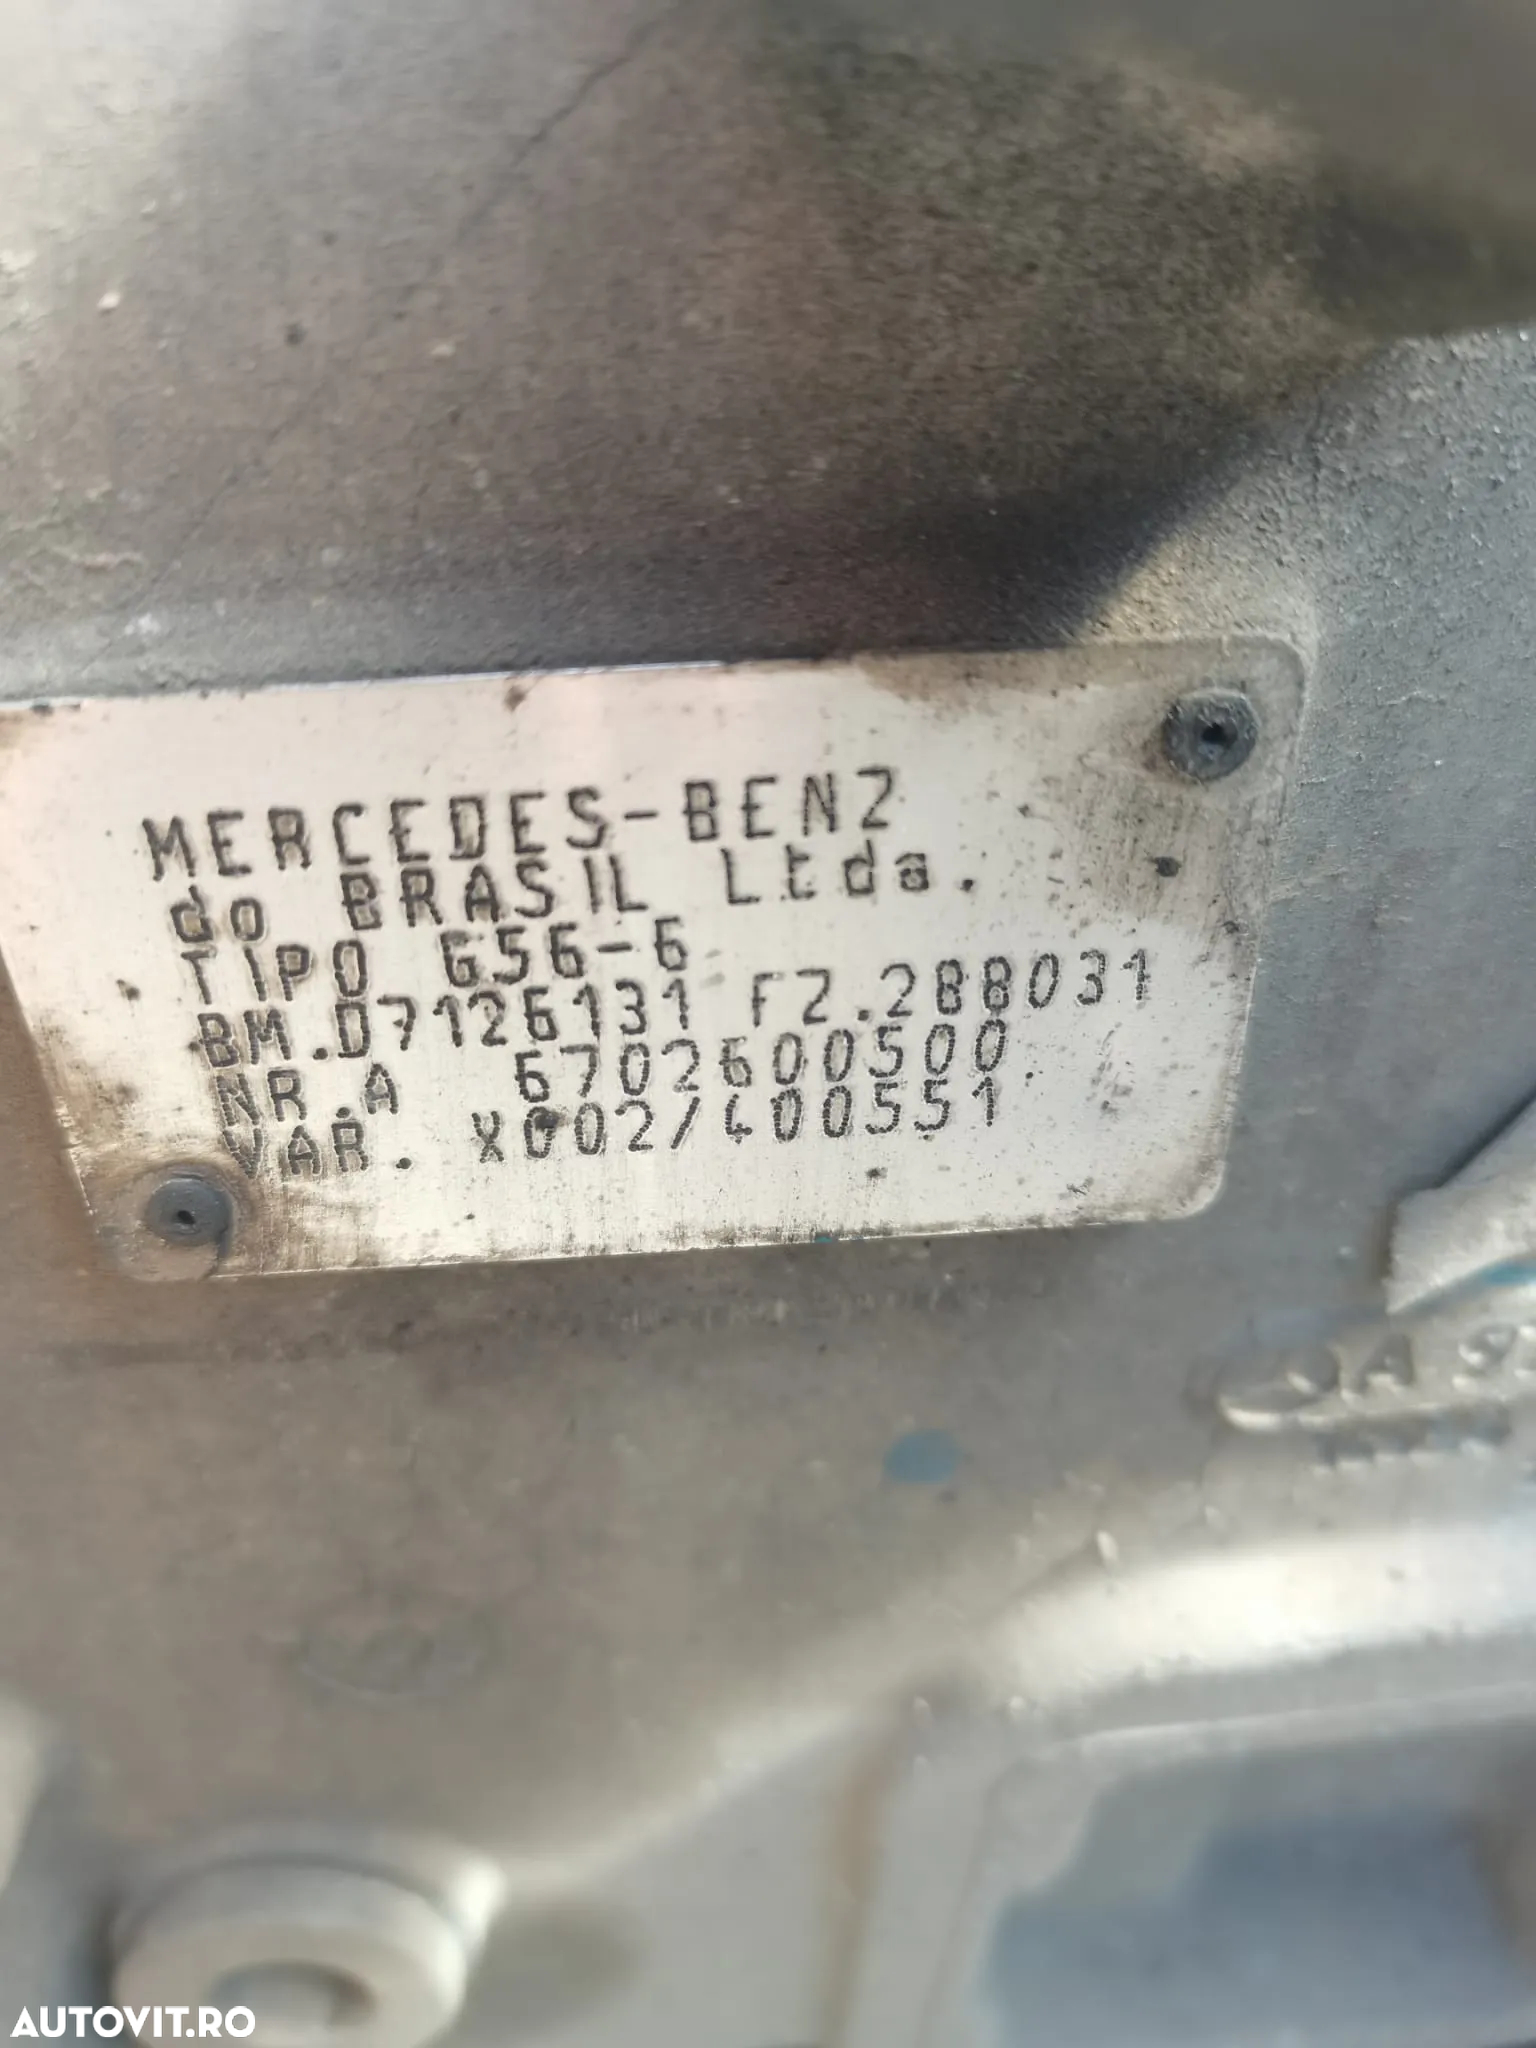 MERCEDES-BENZ
do BRASIL Ltda.
TIPO G56-6
BM.D7126131 FZ.288031
NR.A 6702600500
VAR. X002/400551
AUTOVIT.RO